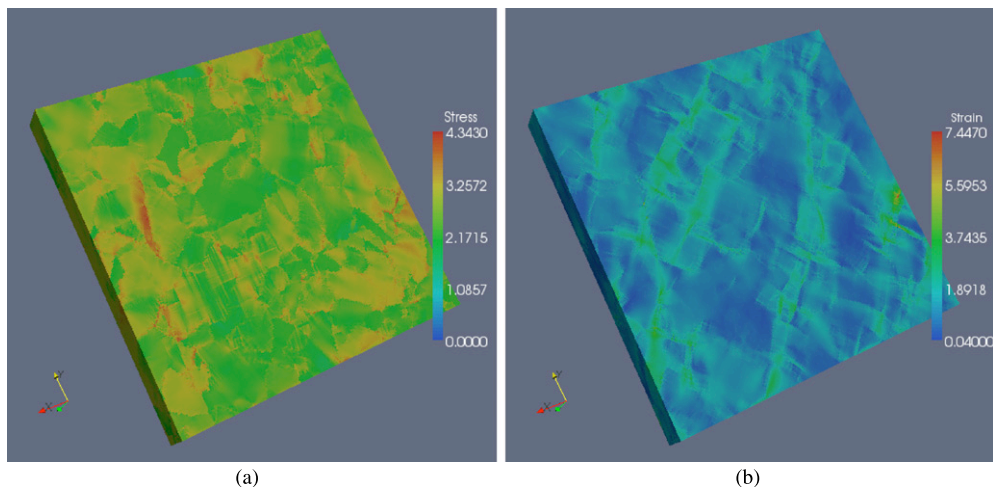 Stress
4.3430
3.2572
2.1715
1.0857
0.0000
Y
X
(a)
Strain
7.4470
5.5953
3.7435
1.8918
0.04000
Y
X
(b)